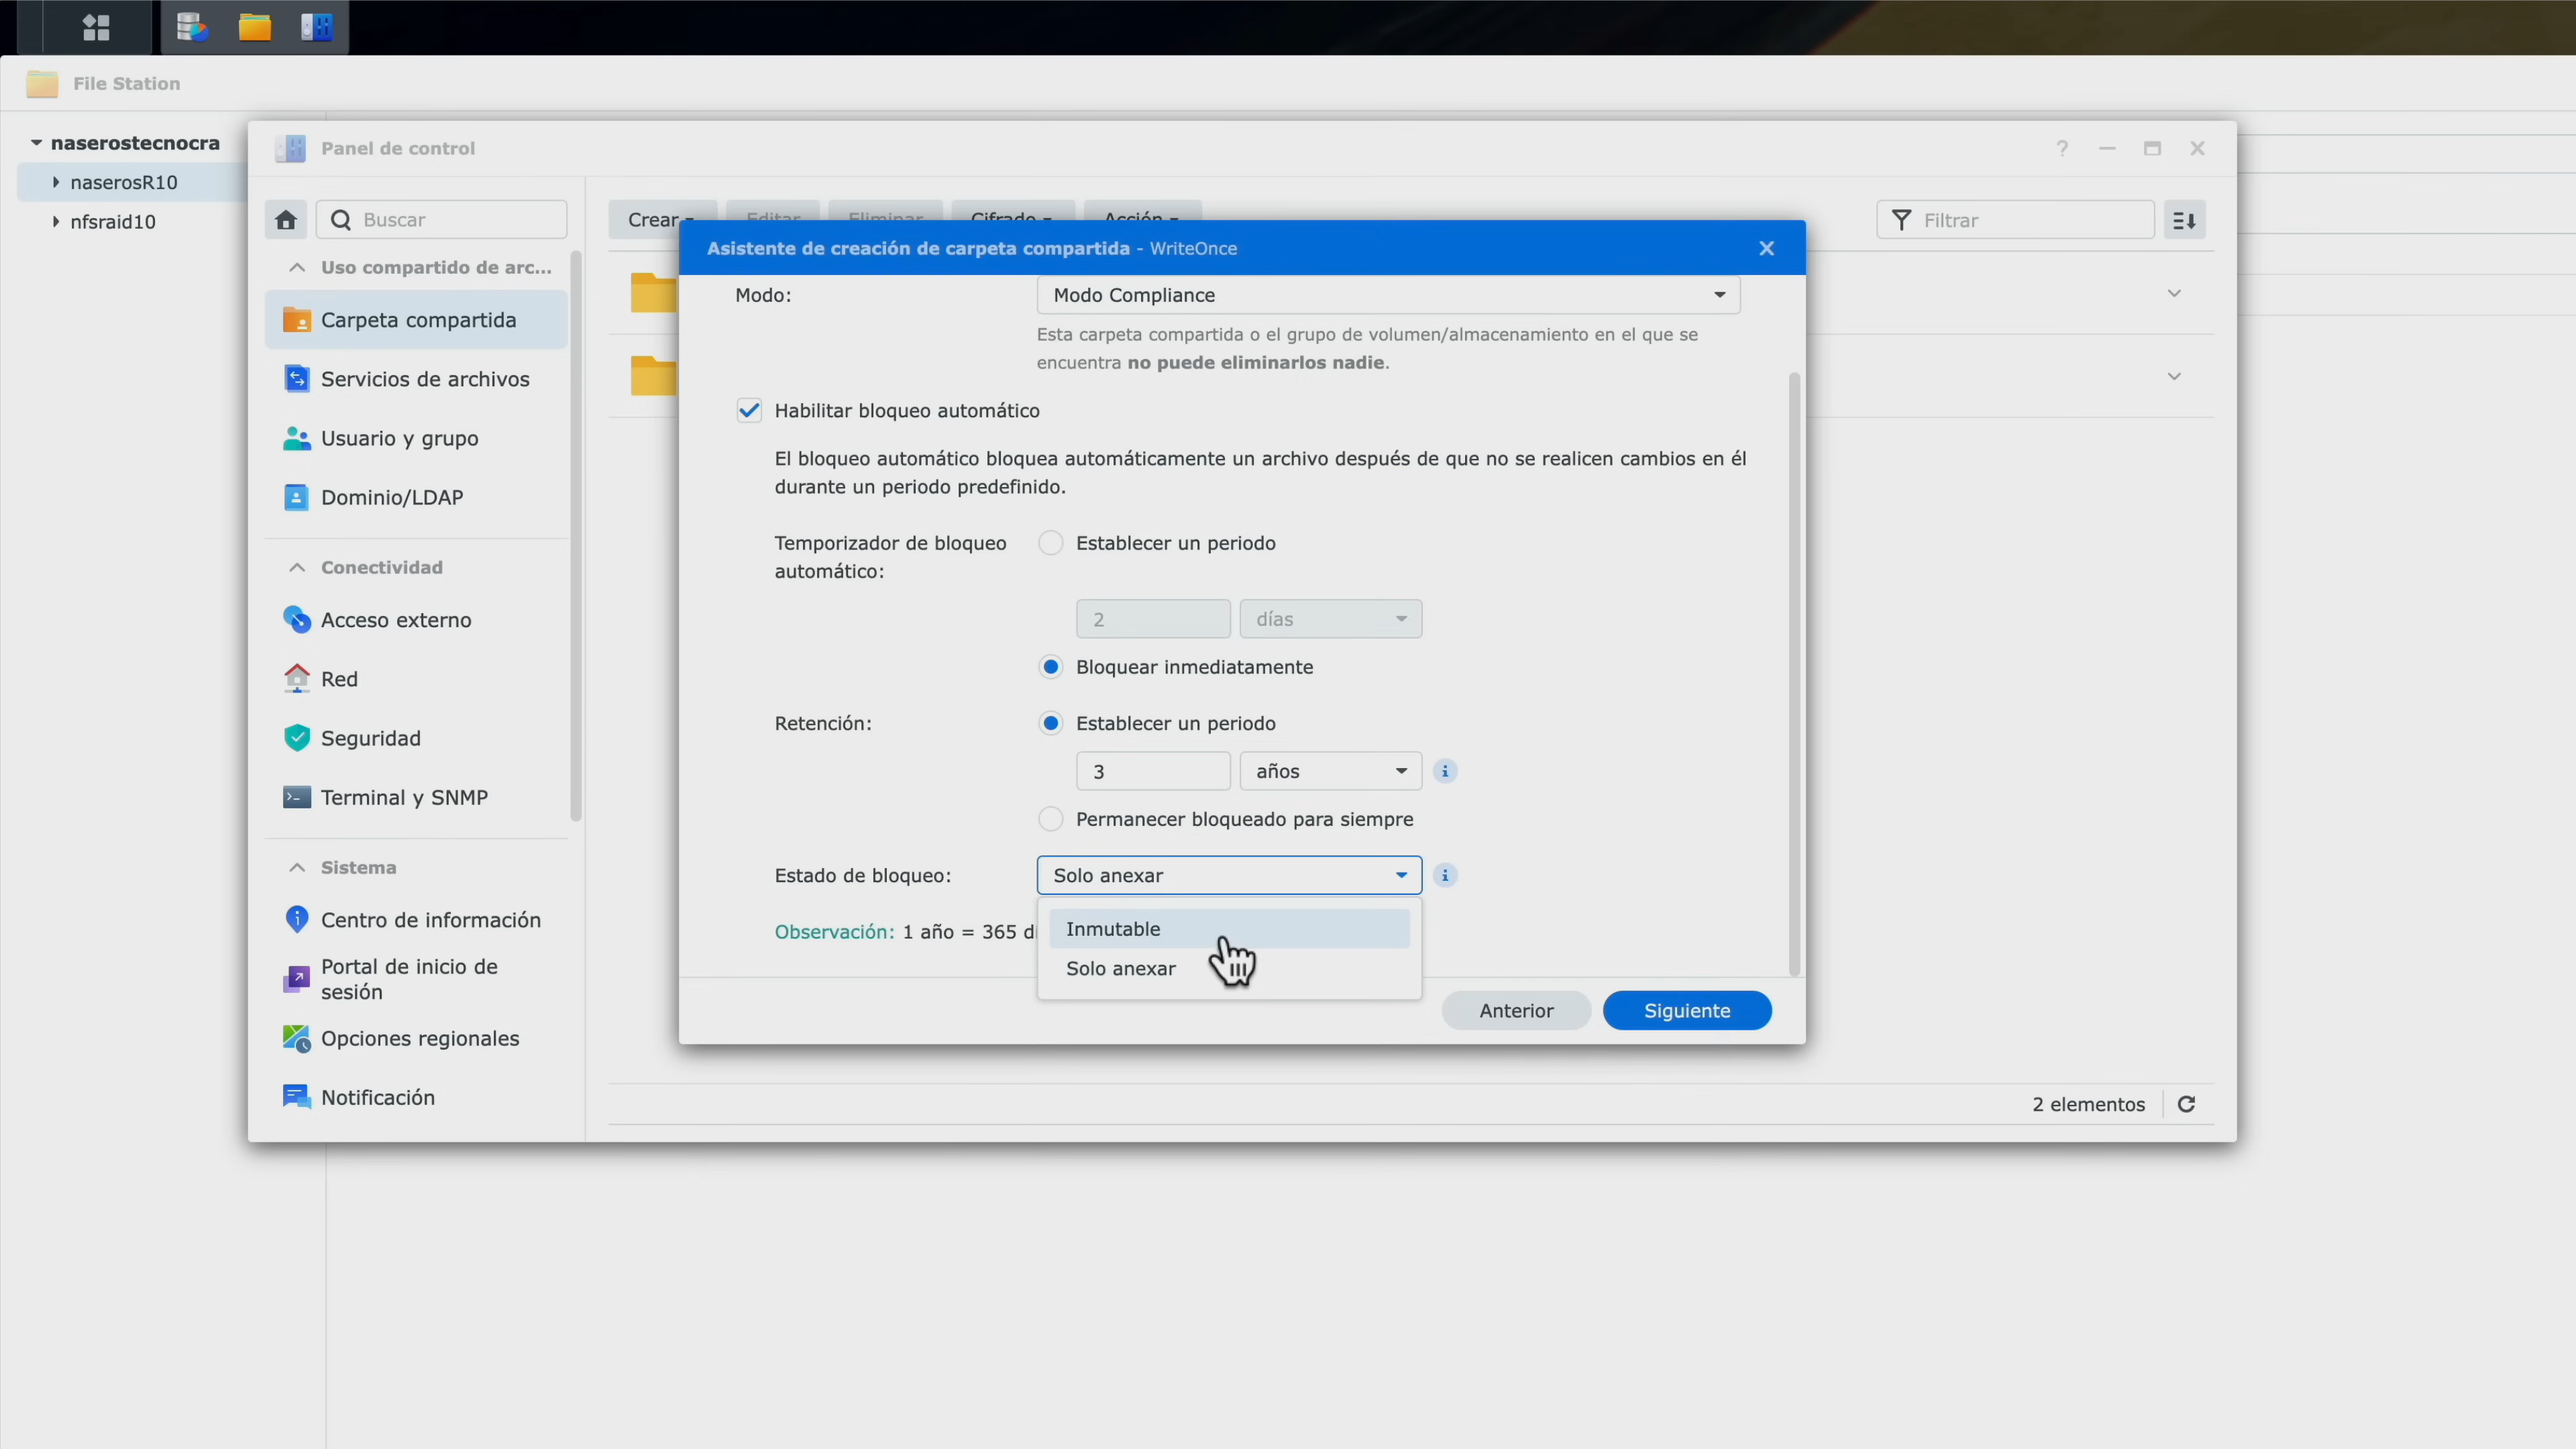 File Station
naserostecnocra
naserosR10
nfsraid10
Panel de control
Buscar
Uso compartido de arc...
Carpeta compartida
Servicios de archivos
Usuario y grupo
Dominio/LDAP
Conectividad
Acceso externo
Red
Seguridad
Terminal y SNMP
Sistema
Centro de información
Portal de inicio de
sesión
Opciones regionales
Notificación
Crear
Editar
Eliminar
Cifrado
Acción
Filtrar
Asistente de creación de carpeta compartida - WriteOnce
Modo:
Modo Compliance
Esta carpeta compartida o el grupo de volumen/almacenamiento en el que se
encuentra no puede eliminarlos nadie.
Habilitar bloqueo automático
El bloqueo automático bloquea automáticamente un archivo después de que no se realicen cambios en él
durante un periodo predefinido.
Temporizador de bloqueo
automático:
Establecer un periodo
2
días
Bloquear inmediatamente
Retención:
Establecer un periodo
3
años
Permanecer bloqueado para siempre
Estado de bloqueo:
Solo anexar
Inmutable
Solo anexar
Observación: 1 año = 365 dí
Anterior
Siguiente
2 elementos